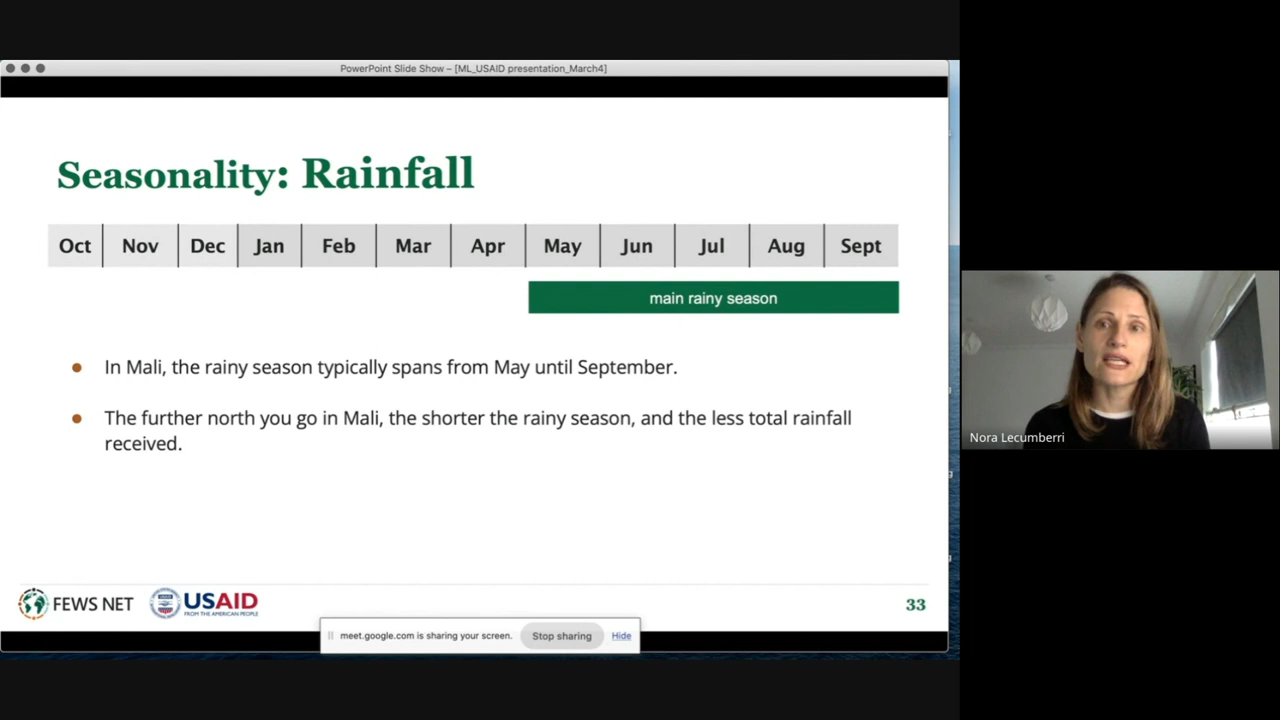 PowerPoint Slide Show – [ML_USAID presentation_March4]
Seasonality: Rainfall
Oct Nov Dec Jan Feb Mar Apr May Jun Jul Aug Sept
main rainy season
In Mali, the rainy season typically spans from May until September.
The further north you go in Mali, the shorter the rainy season, and the less total rainfall
received.
FEWS NET
USAID
FROM THE AMERICAN PEOPLE
33
meet.google.com is sharing your screen. Stop sharing Hide
Nora Lecumberri